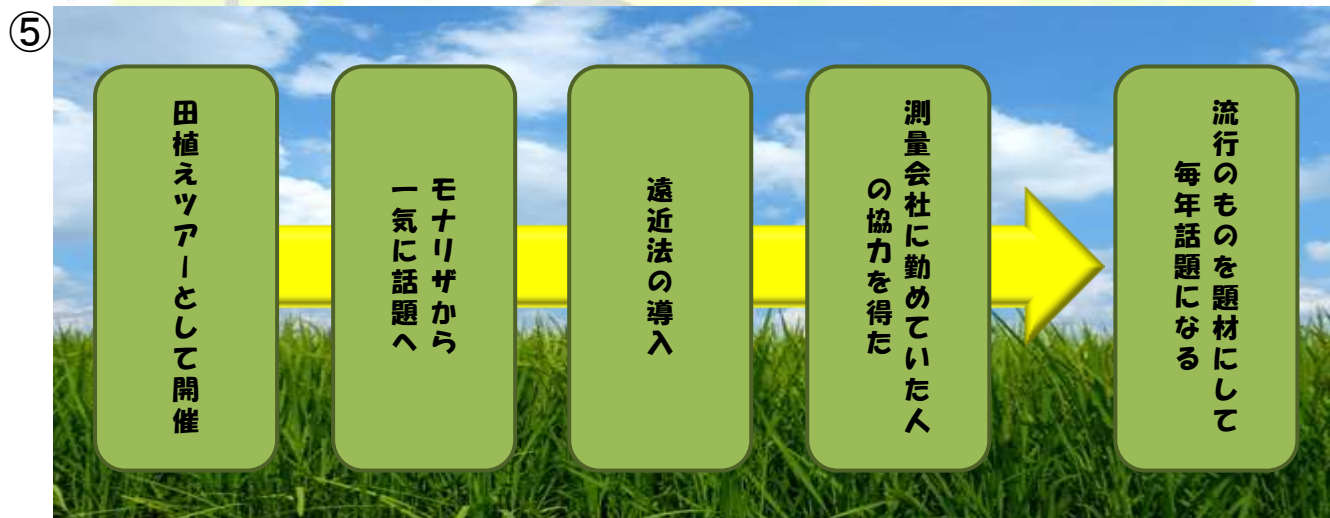 ⑤
田植えツアーとして開催
モナリザから
一気に話題へ
遠近法の導入
測量会社に勤めていた人
の協力を得た
流行のものを題材にして
毎年話題になる